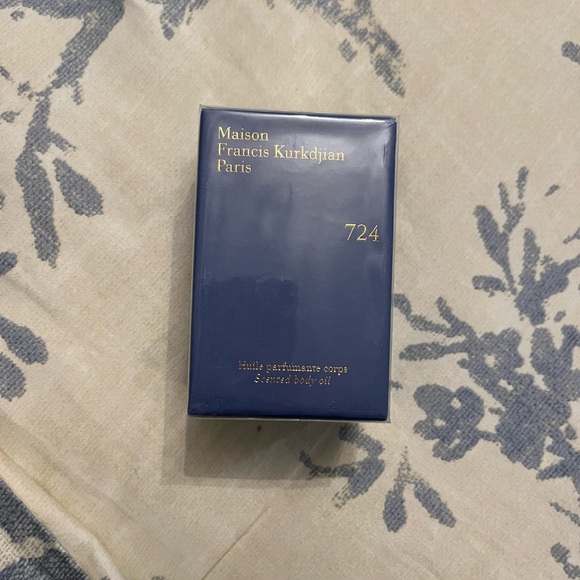 Maison
Francis Kurkdjian
Paris
724
Huile parfumante corps
Scented body oil